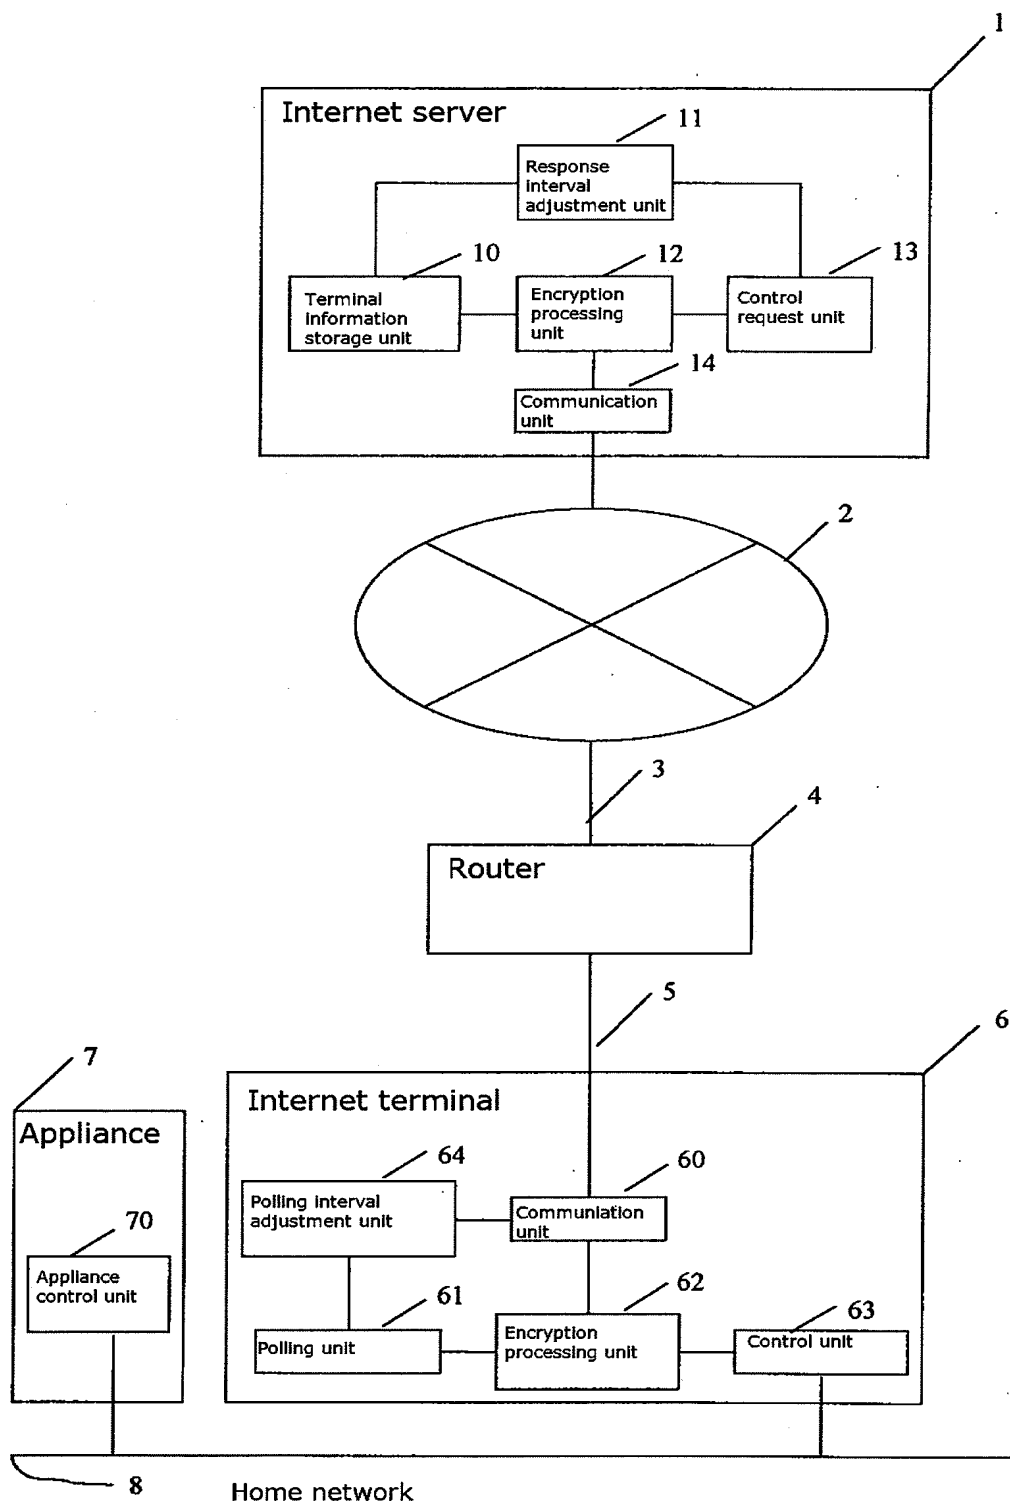 1
Internet server
11
Response
interval
adjustment unit
10
12
13
Terminal
information
storage unit
Encryption
processing
unit
Control
request unit
14
Communication
unit
2
3
4
Router
5
6
7
Appliance
Internet terminal
64
60
Polling interval
adjustment unit
Communiation
unit
70
Appliance
control unit
61
62
63
Polling unit
Encryption
processing unit
Control unit
8
Home network